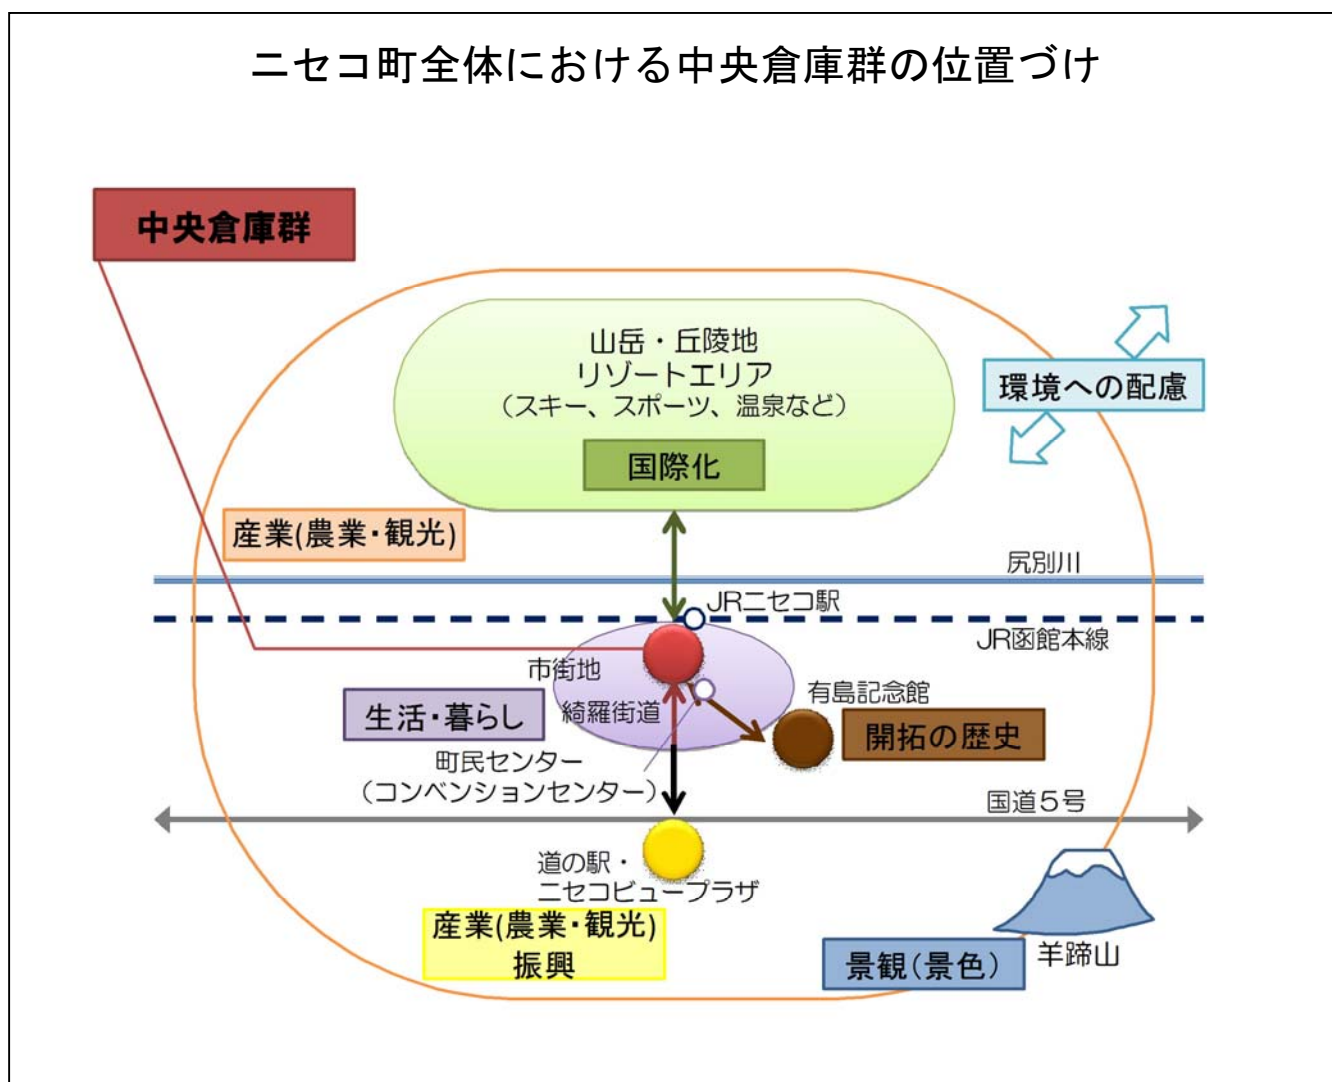 ニセコ町全体における中央倉庫群の位置づけ
中央倉庫群
山岳・丘陵地
リゾートエリア
（スキー、スポーツ、温泉など）
国際化
環境への配慮
産業(農業・観光)
尻別川
JRニセコ駅
JR函館本線
市街地
有島記念館
生活・暮らし
綺羅街道
開拓の歴史
町民センター
（コンベンションセンター）
国道５号
道の駅・
ニセコビュープラザ
産業(農業・観光)
振興
景観（景色）
羊蹄山